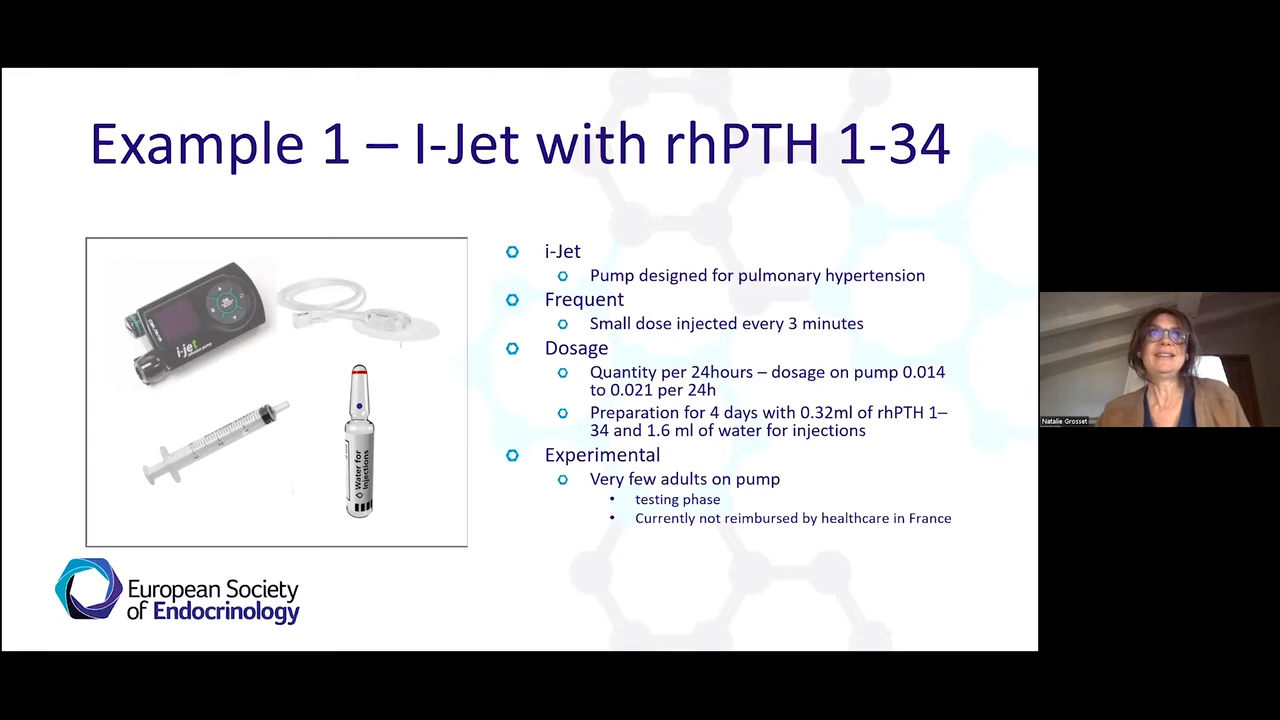 Example 1 – I-Jet with rhPTH 1-34
i-Jet
Pump designed for pulmonary hypertension
Frequent
Small dose injected every 3 minutes
Dosage
Quantity per 24hours – dosage on pump 0.014
to 0.021 per 24h
Preparation for 4 days with 0.32ml of rhPTH 1–
34 and 1.6 ml of water for injections
Experimental
Very few adults on pump
testing phase
Currently not reimbursed by healthcare in France
i-jet
Water for
Injections
European Society
of Endocrinology
Natalie Grosset